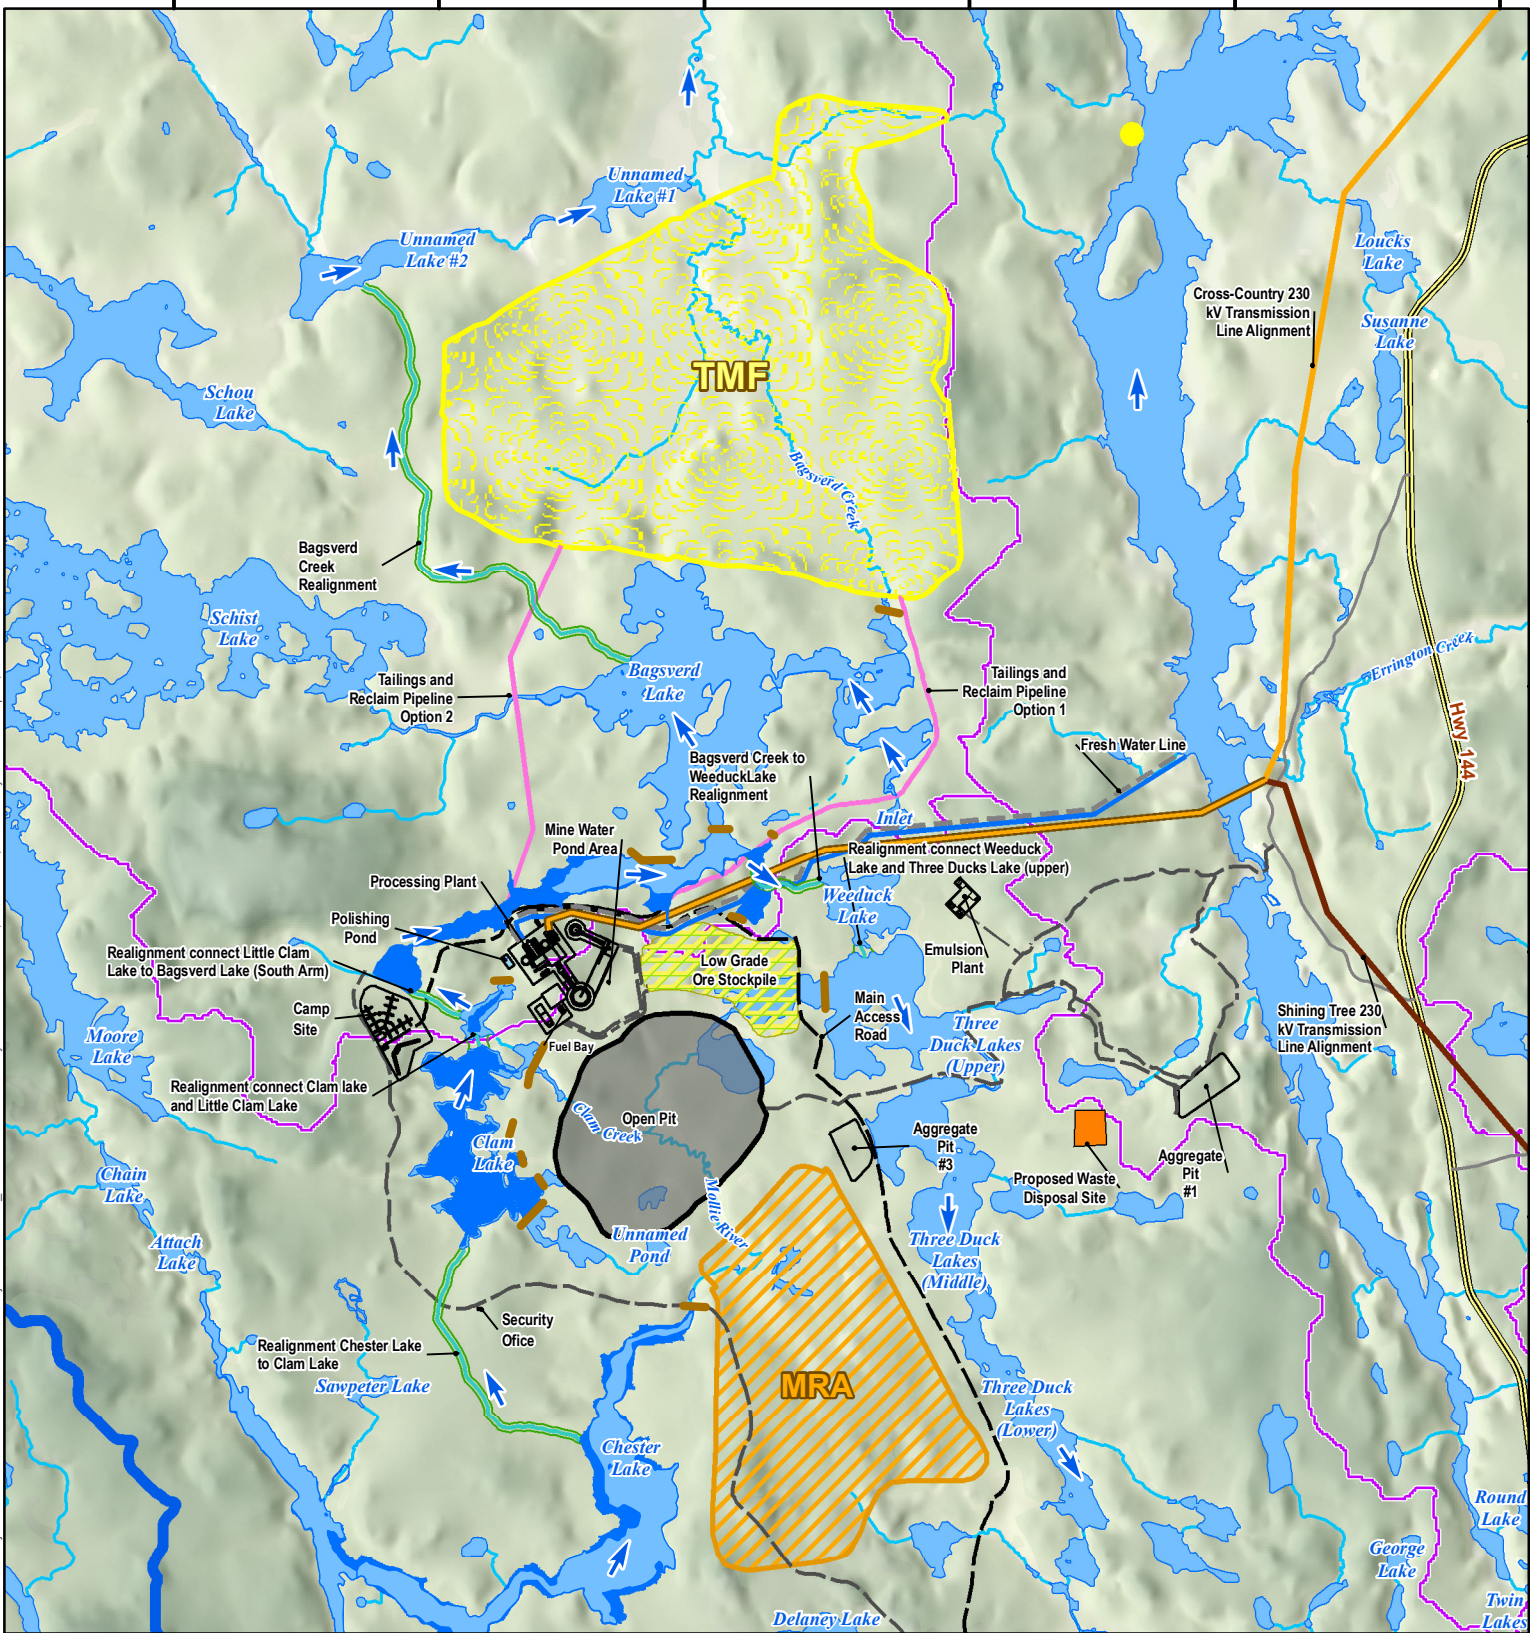 Unnamed
Lake #1
Unnamed
Lake #2
Loucks
Lake
Cross-Country 230
kV Transmission
Line Alignment
Susanne
Lake
TMF
Schou
Lake
Bagsverd Creek
Bagsverd
Creek
Realignment
Schist
Lake
Errington Creek
Bagsverd
Lake
Tailings and
Reclaim Pipeline
Option 2
Tailings and
Reclaim Pipeline
Option 1
Hwy 144
Fresh Water Line
Bagsverd Creek to
WeeduckLake
Realignment
Inlet
Mine Water
Pond Area
Realignment connect Weeduck
Lake and Three Ducks Lake (upper)
Processing Plant
Weeduck
Lake
Polishing
Pond
Emulsion
Plant
Realignment connect Little Clam
Lake to Bagsverd Lake (South Arm)
Low Grade
Ore Stockpile
Camp
Site
Main
Access
Road
Shining Tree 230
kV Transmission
Line Alignment
Three
Duck Lakes
(Upper)
Moore
Lake
Fuel Bay
Realignment connect Clam lake
and Little Clam Lake
Open Pit
Clam Creek
Clam
Lake
Aggregate
Pit
#3
Aggregate
Pit
#1
Proposed Waste
Disposal Site
Chain
Lake
Mollie River
Unnamed
Pond
Three Duck
Lakes
(Middle)
Attach
Lake
Security
Ofice
Realignment Chester Lake
to Clam Lake
Sawpeter Lake
MRA
Three Duck
Lakes
(Lower)
Chester
Lake
Round
Lake
George
Lake
Twin
Lakes
Delaney Lake